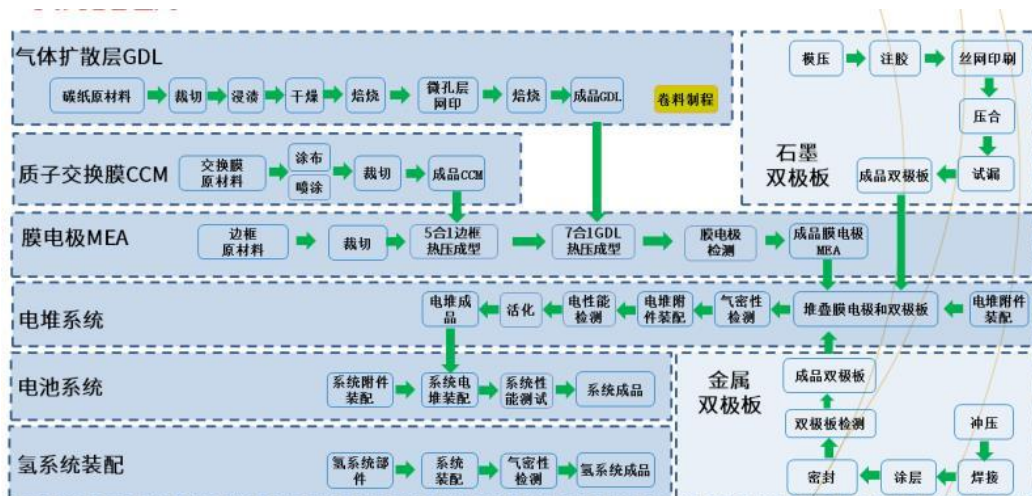 气体扩散层GDL
碳纸原材料
裁切
浸渍
干燥
焙烧
微孔层
网印
焙烧
成品GDL
卷料制程
质子交换膜CCM
交换膜
原材料
涂布
喷涂
裁切
成品CCM
石墨
双极板
模压
注胶
丝网印刷
压合
试漏
成品双极板
膜电极MEA
边框
原材料
裁切
5合1边框
热压成型
7合1GDL
热压成型
膜电极
检测
成品膜电极
MEA
电堆系统
电堆成
品
活化
电性能
检测
电堆附
件装配
气密性
检测
堆叠膜电极和双极板
电堆附件
装配
电池系统
系统附件
装配
系统电
堆装配
系统性
能测试
系统成品
金属
双极板
成品双极板
双极板检测
密封
涂层
焊接
冲压
氢系统装配
氢系统部
件
系统
装配
气密性
检测
氢系统成品